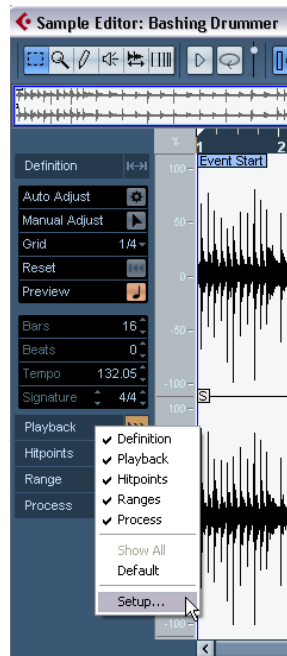 Sample Editor: Bashing Drummer
%
1
2
Definition
100
Event Start
Auto Adjust
Manual Adjust
Grid 1/4
Reset
Preview
50
0
Bars 16
Beats 0
Tempo 132.05
Signature 4/4
-50
-100
100
S
Playback
Hitpoints
Range
Process
Definition
Playback
Hitpoints
Ranges
Process
Show All
Default
Setup...
-100